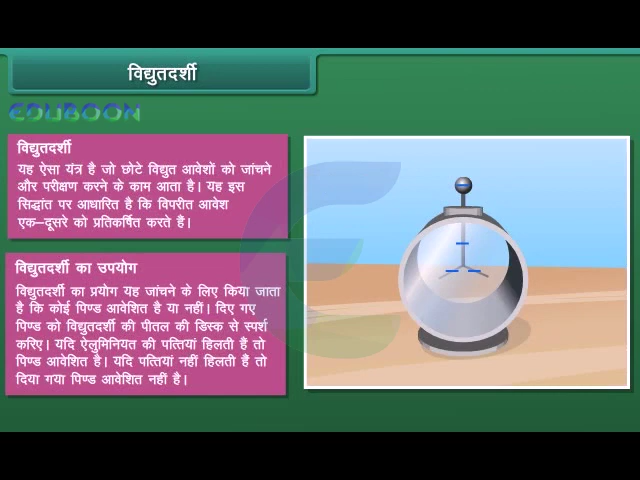 विद्युतदर्शी
EDUBOON
विद्युतदर्शी
यह ऐसा यंत्र है जो छोटे विद्युत आवेशों को जांचने
और परीक्षण करने के काम आता है। यह इस
सिद्धांत पर आधारित है कि विपरीत आवेश
एक–दूसरे को प्रतिकर्षित करते हैं।
विद्युतदर्शी का उपयोग
विद्युतदर्शी का प्रयोग यह जांचने के लिए किया जाता
है कि कोई पिण्ड आवेशित है या नहीं। दिए गए
पिण्ड को विद्युतदर्शी की पीतल की डिस्क से स्पर्श
करिए। यदि ऐलुमिनियत की पत्तियां हिलती हैं तो
पिण्ड आवेशित है। यदि पत्तियां नहीं हिलती हैं तो
दिया गया पिण्ड आवेशित नहीं है।